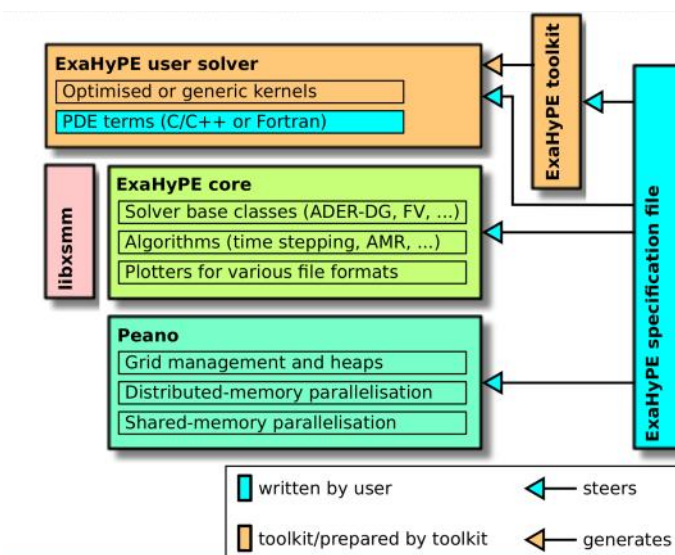 ExaHyPE user solver
Optimised or generic kernels
PDE terms (C/C++ or Fortran)
ExaHyPE toolkit
ExaHyPE specification file
libxsmm
ExaHyPE core
Solver base classes (ADER-DG, FV, ...)
Algorithms (time stepping, AMR, ...)
Plotters for various file formats
Peano
Grid management and heaps
Distributed-memory parallelisation
Shared-memory parallelisation
written by user
steers
toolkit/prepared by toolkit
generates